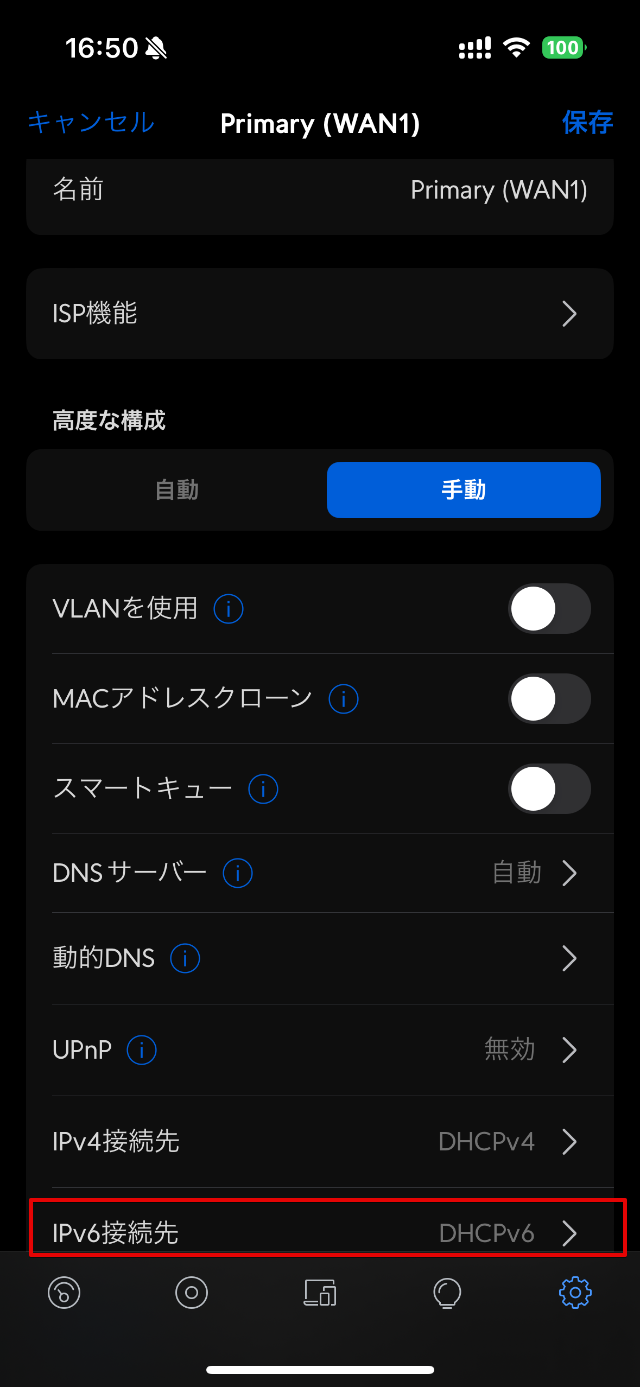 16:50
100
キャンセル Primary (WAN1) 保存
名前 Primary (WAN1)
ISP機能
高度な構成
自動 手動
VLANを使用
MACアドレスクローン
スマートキュー
DNS サーバー 自動
動的DNS
UPnP 無効
IPv4接続先 DHCPv4
IPv6接続先 DHCPv6